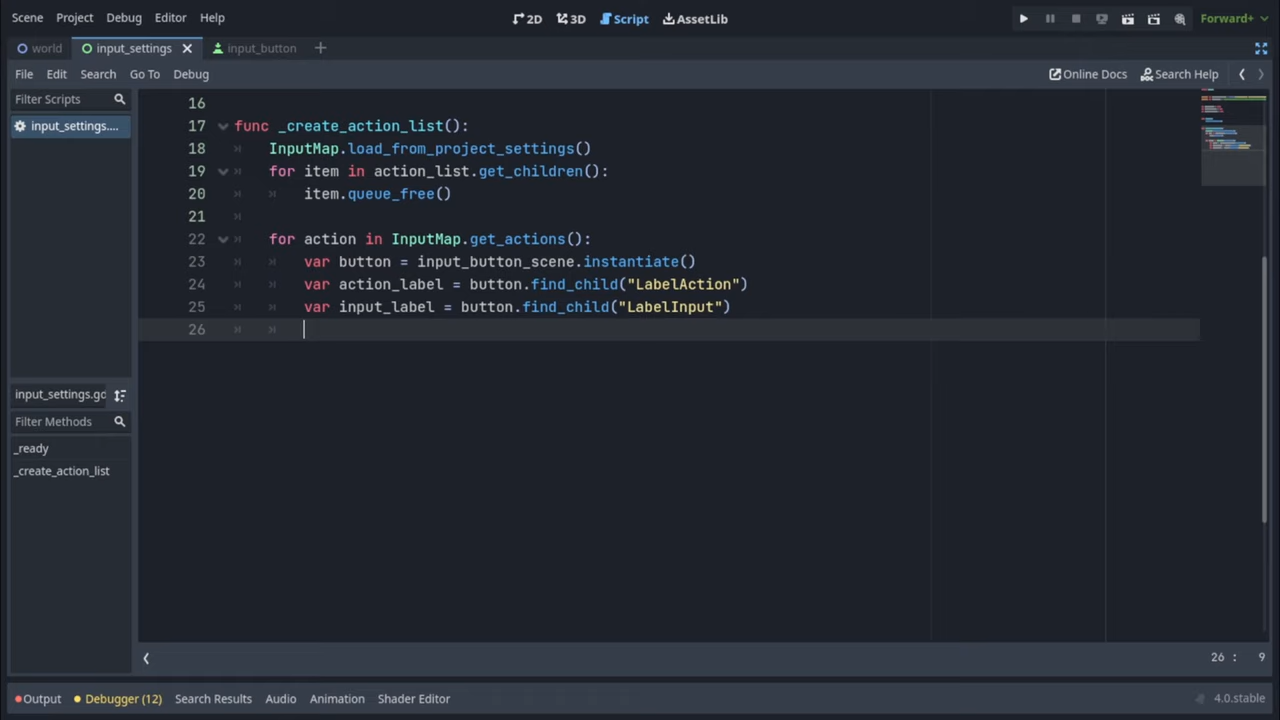 Scene Project Debug Editor Help 2D 3D Script AssetLib Forward+
world input_settings input_button
File Edit Search Go To Debug Online Docs Search Help
Filter Scripts
input_settings....
input_settings.gd
Filter Methods
_ready
_create_action_list
16
17 func _create_action_list():
18 InputMap.load_from_project_settings()
19 for item in action_list.get_children():
20 item.queue_free()
21
22 for action in InputMap.get_actions():
23 var button = input_button_scene.instantiate()
24 var action_label = button.find_child("LabelAction")
25 var input_label = button.find_child("LabelInput")
26
26 : 9
Output Debugger (12) Search Results Audio Animation Shader Editor 4.0.stable